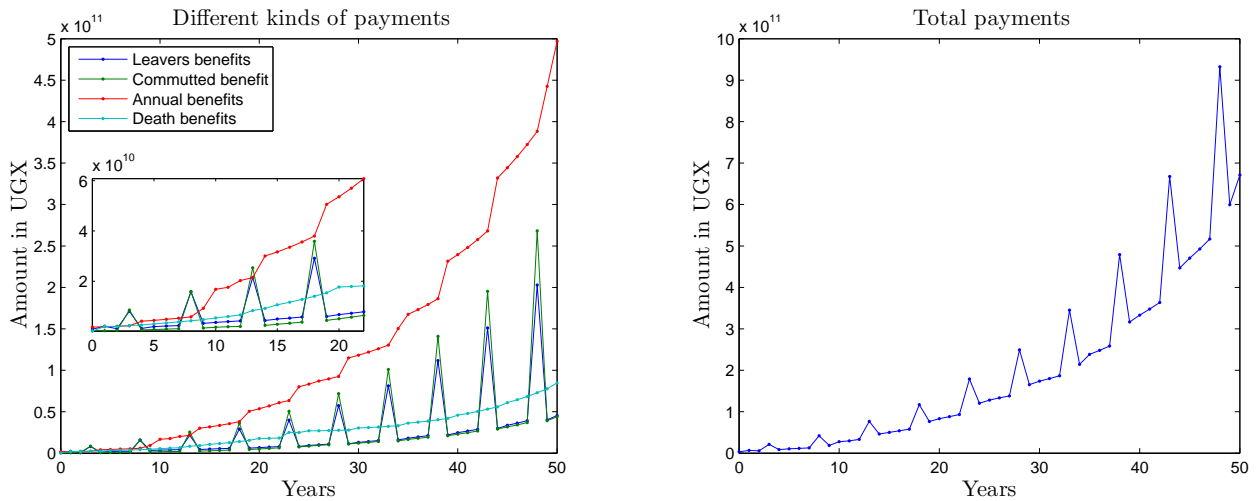 Different kinds of payments
x 10^11
5
4.5
4
3.5
3
2.5
2
1.5
1
0.5
0
Amount in UGX
Leavers benefits
Commutted benefit
Annual benefits
Death benefits
x 10^10
6
4
2
0 5 10 15 20
0 10 20 30 40 50
Years
Total payments
x 10^11
10
9
8
7
6
5
4
3
2
1
0
Amount in UGX
0 10 20 30 40 50
Years